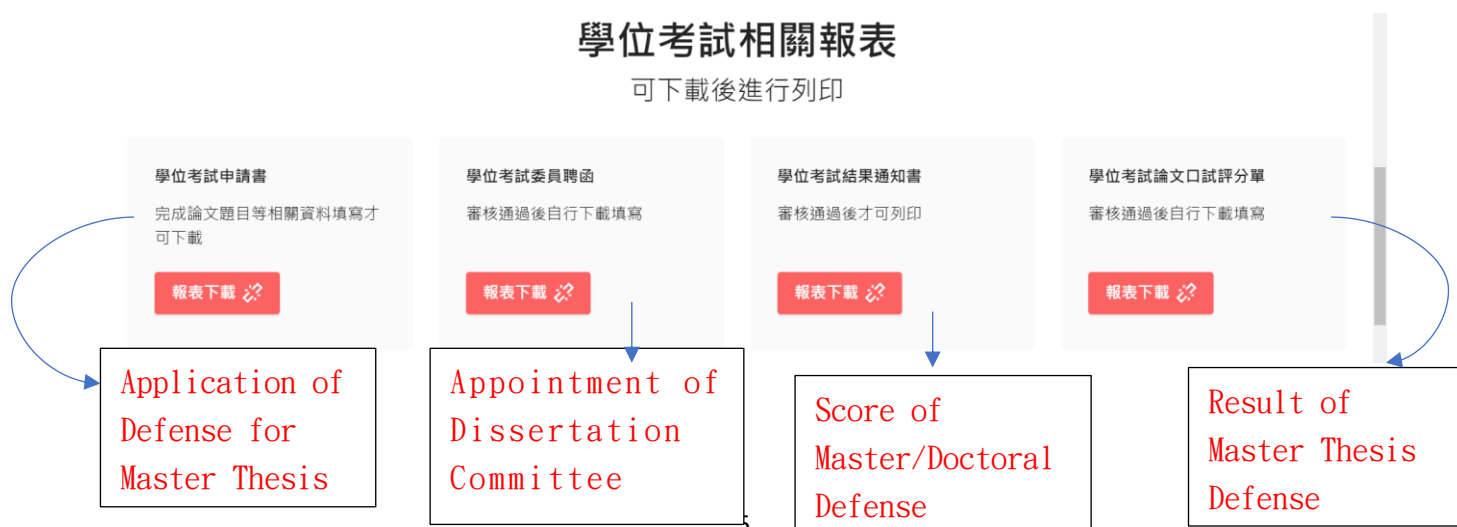 學位考試相關報表
可下載後進行列印
學位考試申請書
完成論文題目等相關資料填寫才
可下載
報表下載
學位考試委員聘函
審核通過後自行下載填寫
報表下載
學位考試結果通知書
審核通過後才可列印
報表下載
學位考試論文口試評分單
審核通過後自行下載填寫
報表下載
Application of
Defense for
Master Thesis
Appointment of
Dissertation
Committee
Score of
Master/Doctoral
Defense
Result of
Master Thesis
Defense